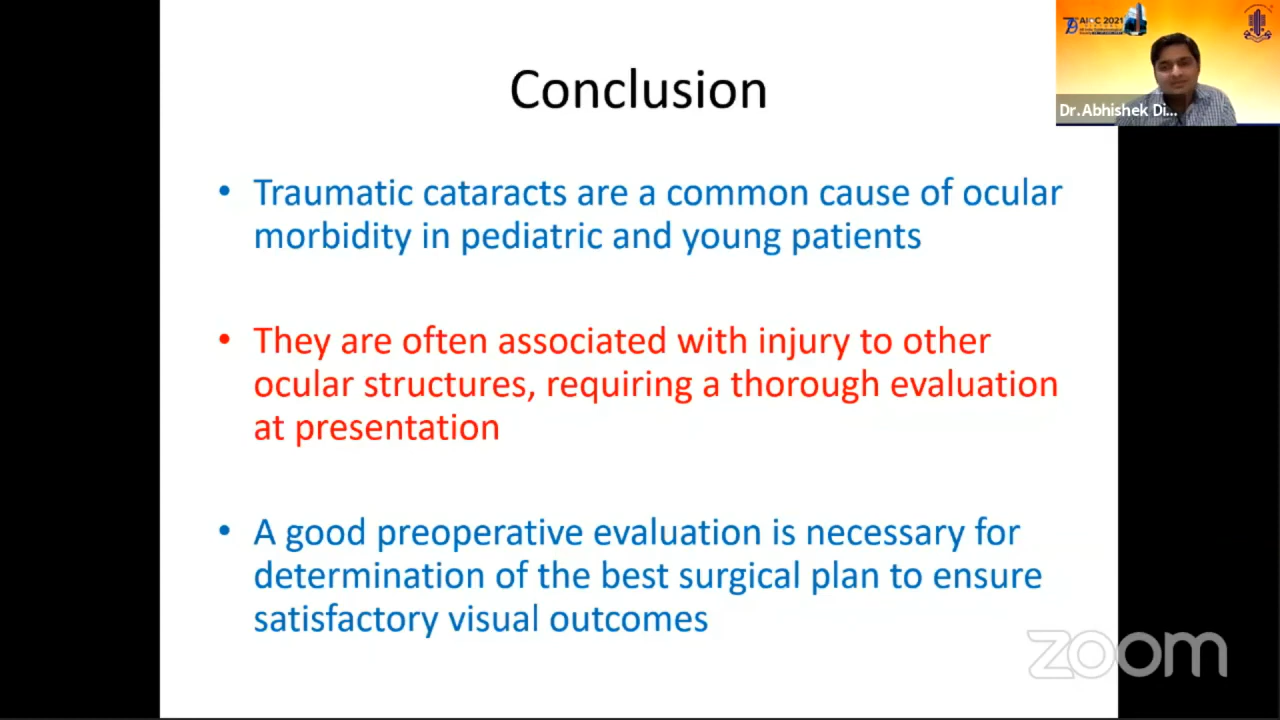 AIOC 2021
Dr.Abhishek Di...
Conclusion
• Traumatic cataracts are a common cause of ocular
morbidity in pediatric and young patients
• They are often associated with injury to other
ocular structures, requiring a thorough evaluation
at presentation
• A good preoperative evaluation is necessary for
determination of the best surgical plan to ensure
satisfactory visual outcomes
zoom